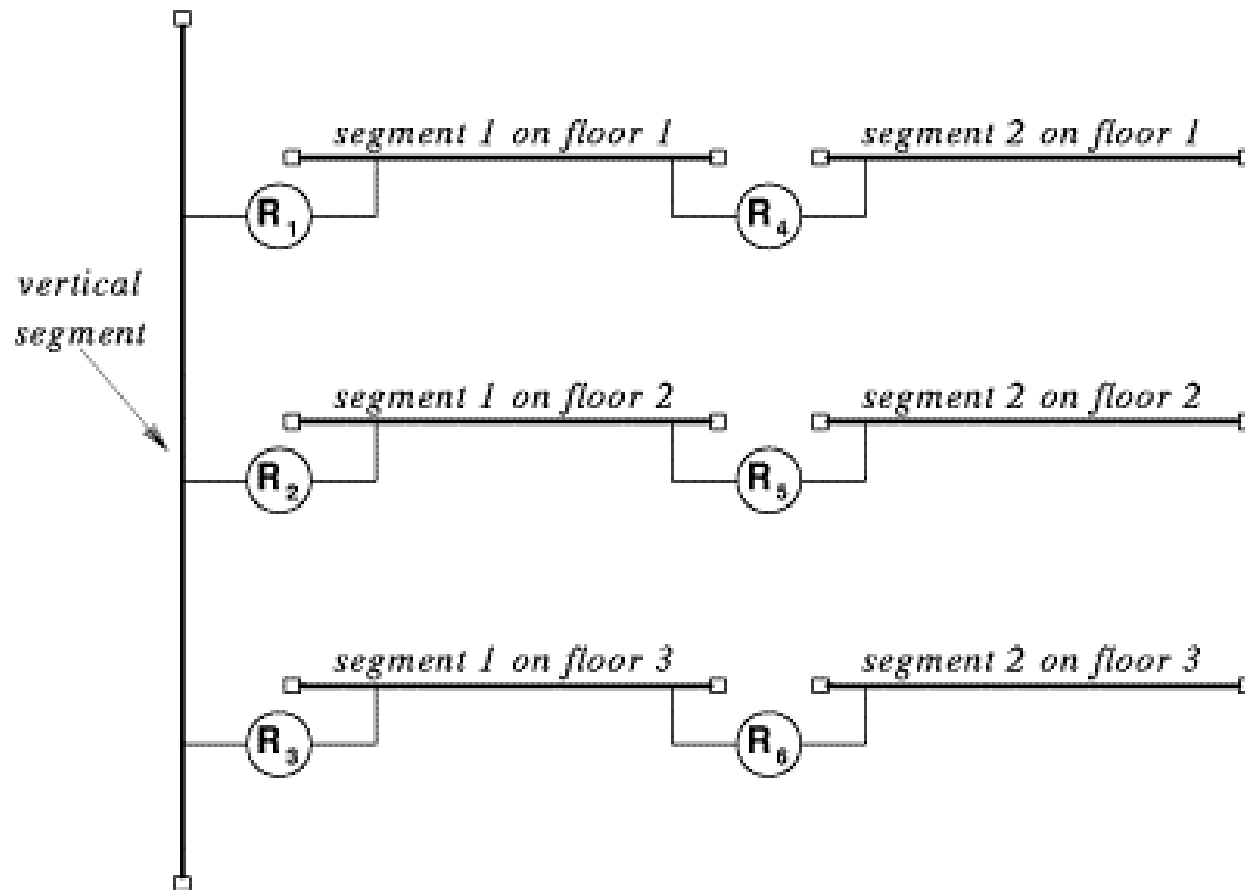 segment 1 on floor 1
segment 2 on floor 1
R1
R4
vertical
segment
segment 1 on floor 2
segment 2 on floor 2
R2
R5
segment 1 on floor 3
segment 2 on floor 3
R3
R6